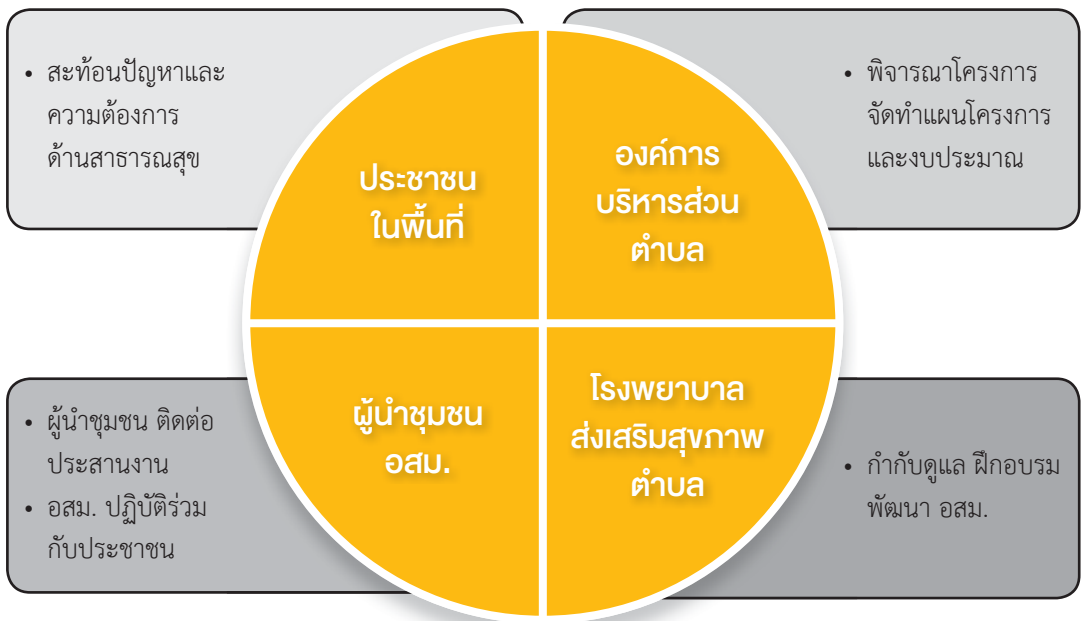 • สะท้อนปัญหาและ
ความต้องการ
ด้านสาธารณสุข
ประชาชน
ในพื้นที่
องค์การ
บริหารส่วน
ตำบล
• พิจารณาโครงการ
จัดทำแผนโครงการ
และงบประมาณ
• ผู้นำชุมชน ติดต่อ
ประสานงาน
• อสม. ปฏิบัติร่วม
กับประชาชน
ผู้นำชุมชน
อสม.
โรงพยาบาล
ส่งเสริมสุขภาพ
ตำบล
• กำกับดูแล ฝึกอบรม
พัฒนา อสม.